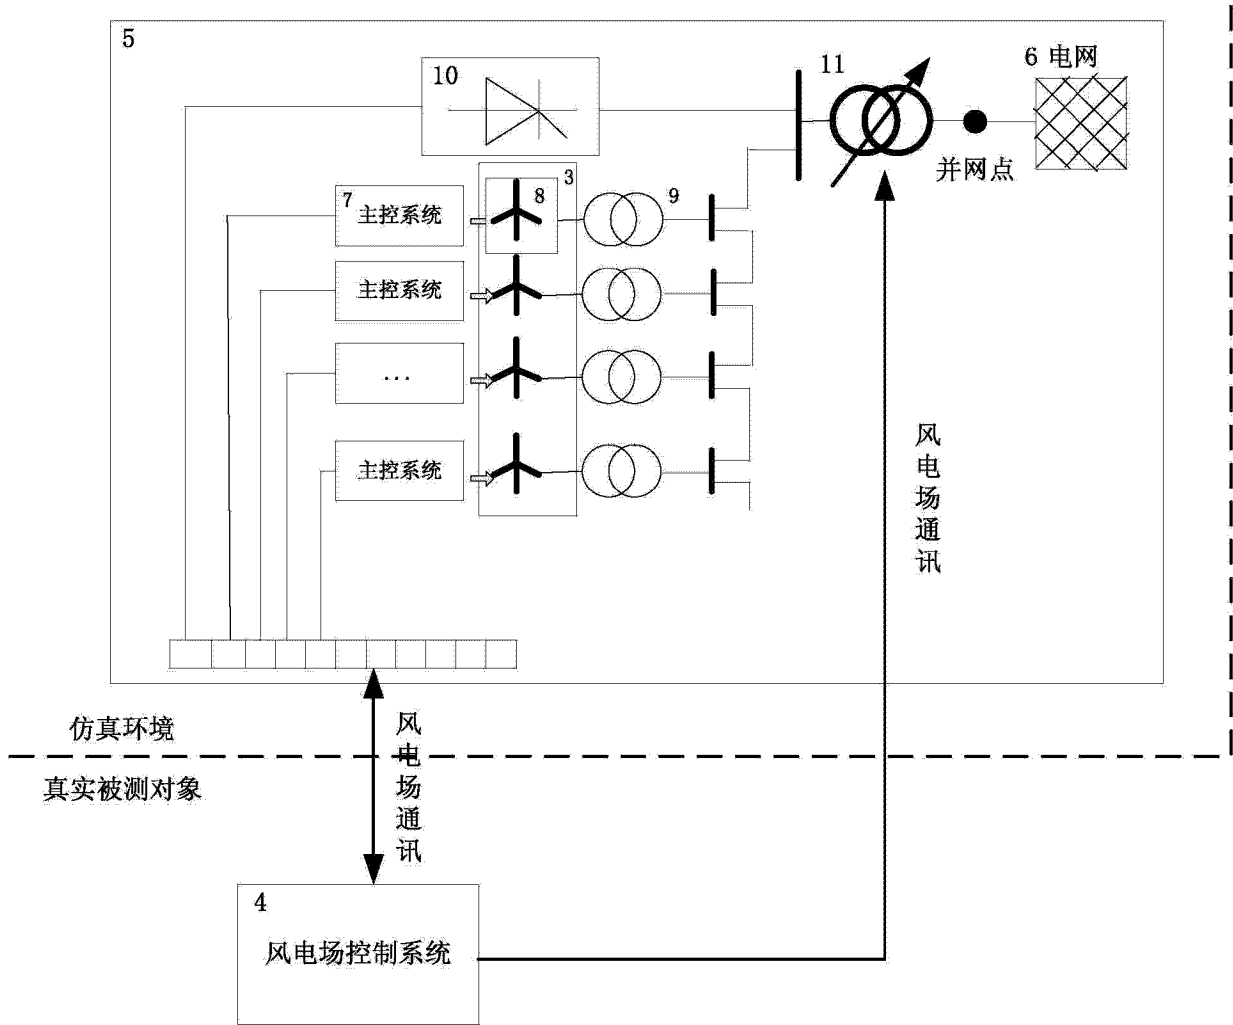 5
10
11
6 电网
并网点
7
主控系统
8
3
9
主控系统
...
主控系统
风电场通讯
仿真环境
风电场通讯
真实被测对象
4
风电场控制系统